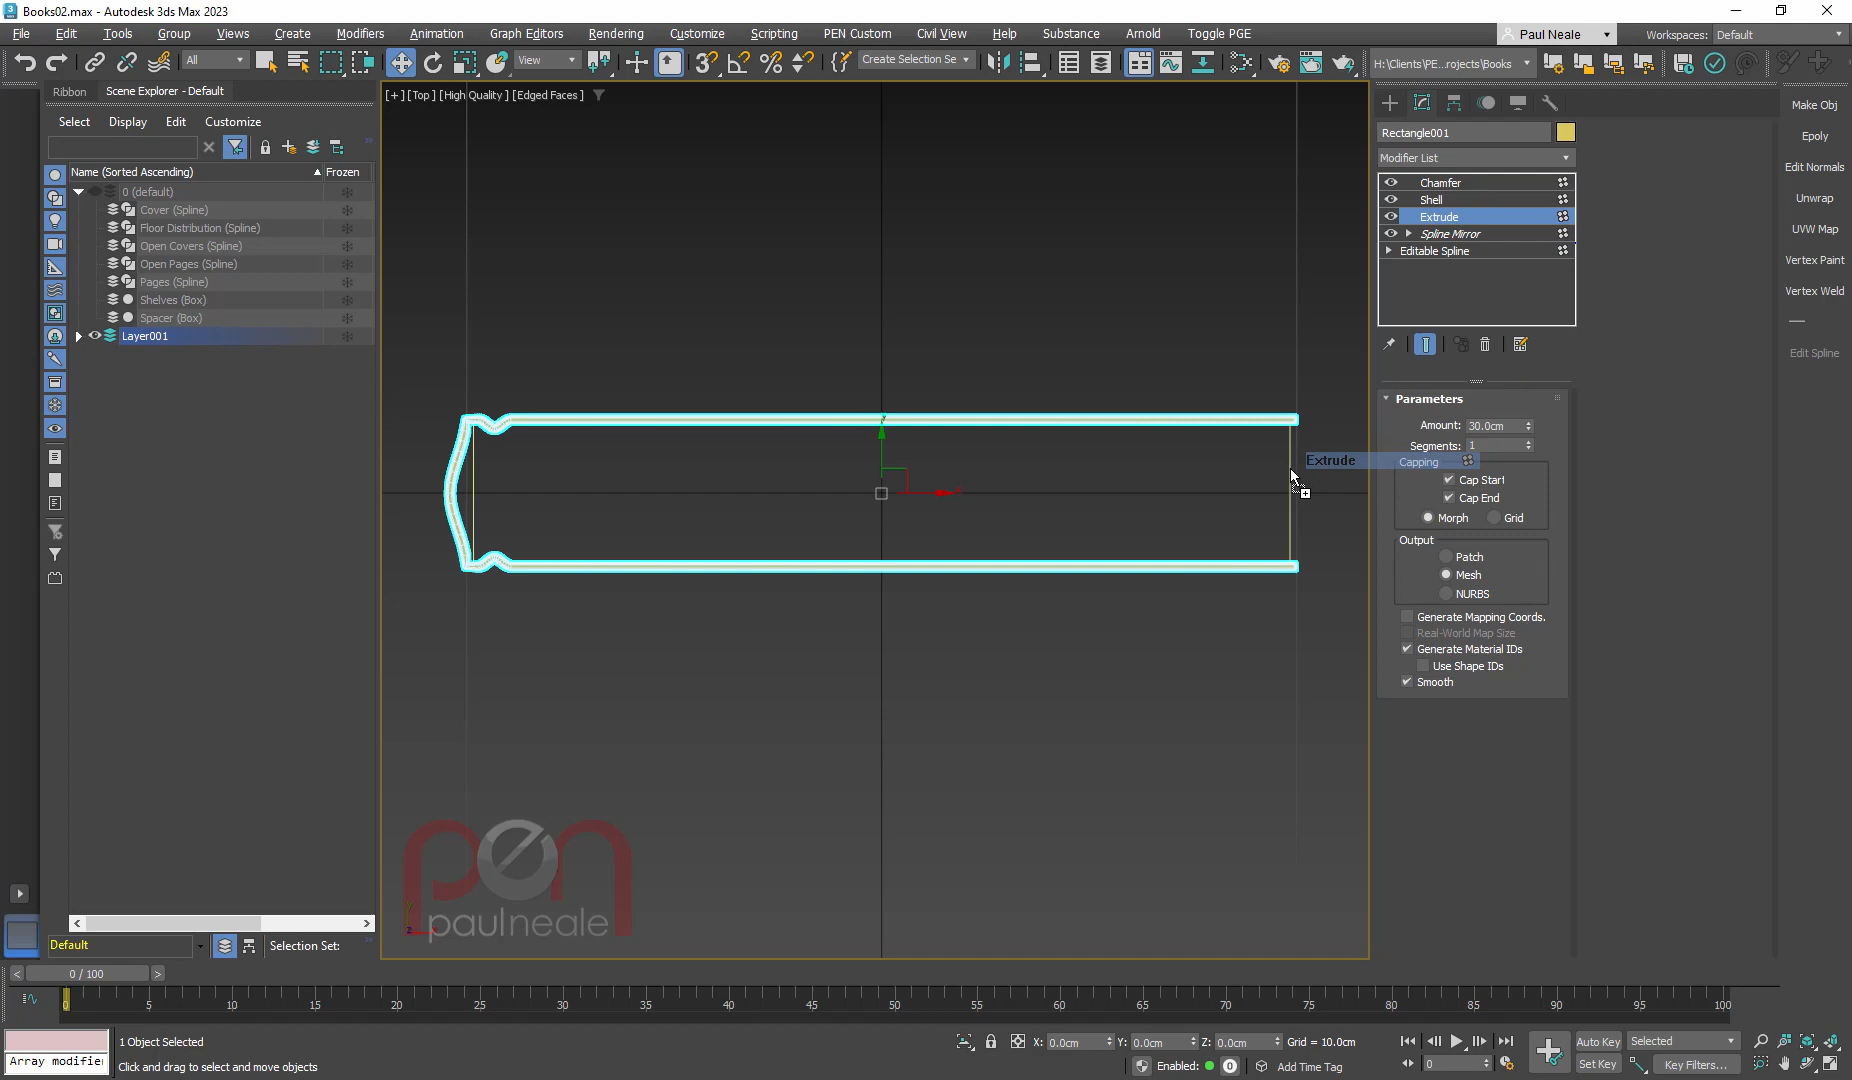 Books02.max - Autodesk 3ds Max 2023
File Edit Tools Group Views Create Modifiers Animation Graph Editors Rendering Customize Scripting PEN Custom Civil View Help Substance Arnold Toggle PGE Paul Neale Workspaces: Default
All View Create Selection Se H:\Clients\PE...rojects\Books
Ribbon Scene Explorer - Default
Select Display Edit Customize
Name (Sorted Ascending) Frozen
0 (default)
Cover (Spline)
Floor Distribution (Spline)
Open Covers (Spline)
Open Pages (Spline)
Pages (Spline)
Shelves (Box)
Spacer (Box)
Layer001
Default Selection Set:
[+] [Top] [High Quality] [Edged Faces]
Extrude
pen
paulneale
Rectangle001
Modifier List
Chamfer
Shell
Extrude
Spline Mirror
Editable Spline
Parameters
Amount: 30.0cm
Segments: 1
Capping
Cap Start
Cap End
Morph Grid
Output
Patch
Mesh
NURBS
Generate Mapping Coords.
Real-World Map Size
Generate Material IDs
Use Shape IDs
Smooth
Make Obj
Epoly
Edit Normals
Unwrap
UVW Map
Vertex Paint
Vertex Weld
Edit Spline
< 0 / 100 >
0 5 10 15 20 25 30 35 40 45 50 55 60 65 70 75 80 85 90 95 100
1 Object Selected X: 0.0cm Y: 0.0cm Z: 0.0cm Grid = 10.0cm Auto Key Selected
Array modifier Click and drag to select and move objects Enabled: 0 Add Time Tag 0 Set Key Key Filters...